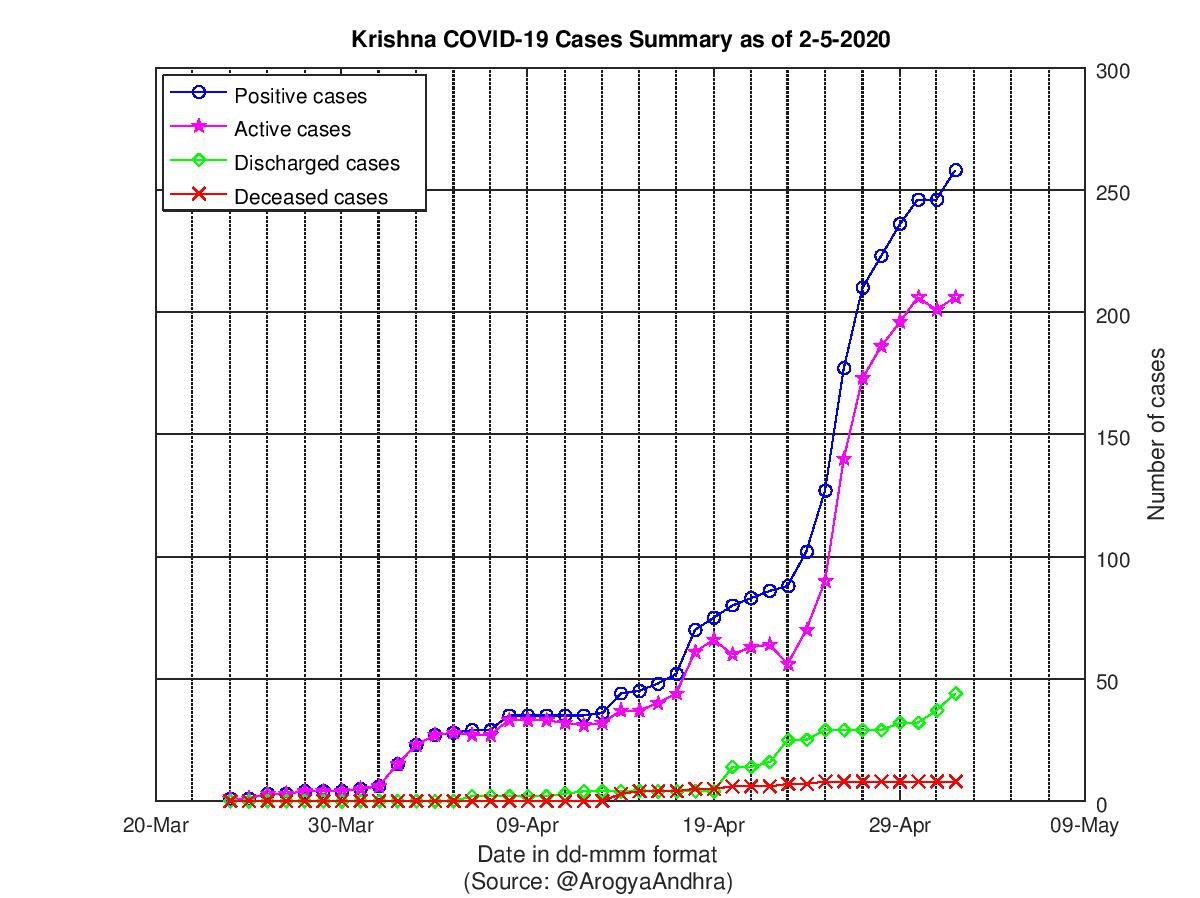 Krishna COVID-19 Cases Summary as of 2-5-2020
Positive cases
Active cases
Discharged cases
Deceased cases
300
250
200
150
100
50
0
Number of cases
20-Mar 30-Mar 09-Apr 19-Apr 29-Apr 09-May
Date in dd-mmm format
(Source: @ArogyaAndhra)